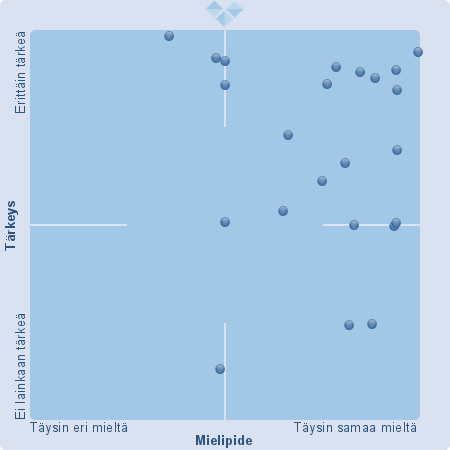 Erittäin tärkeä
Tärkeys
Ei lainkaan tärkeä
Täysin eri mieltä
Täysin samaa mieltä
Mielipide